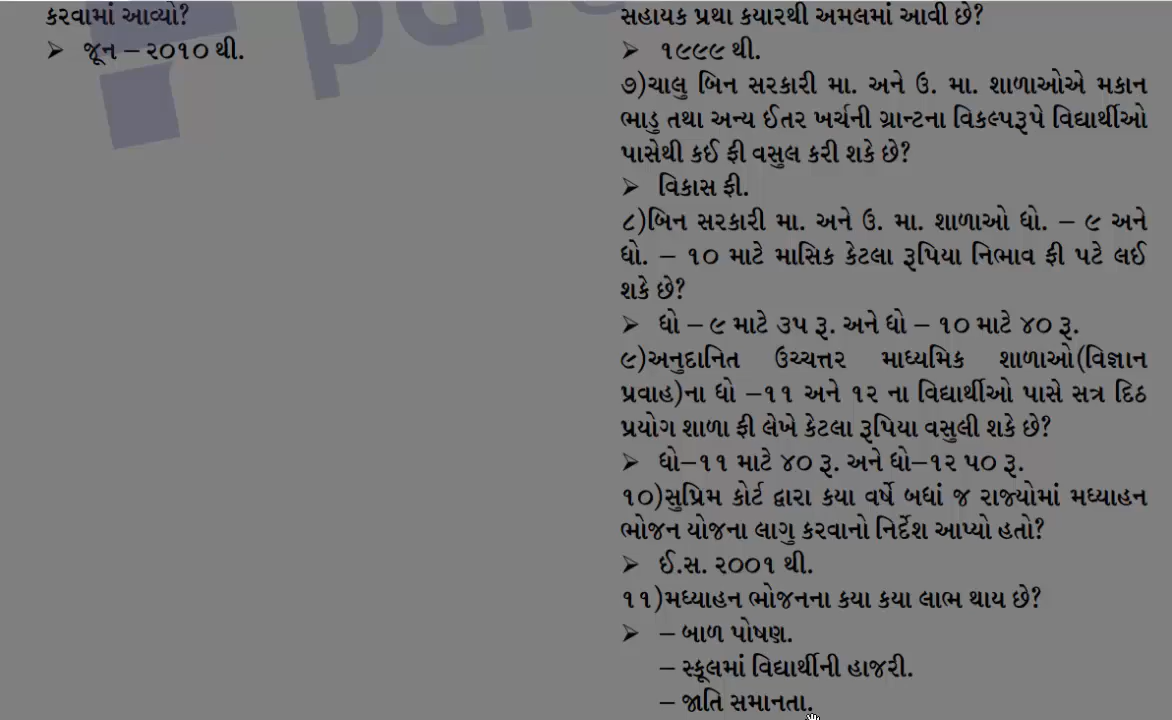 કરવામાં આવ્યો?
➢ જૂન – ૨૦૧૦ થી.
સહાયક પ્રથા કયારથી અમલમાં આવી છે?
➢ ૧૯૯૯ થી.
૭)ચાલુ બિન સરકારી મા. અને ઉ. મા. શાળાઓએ મકાન
ભાડુ તથા અન્ય ઈતર ખર્ચની ગ્રાન્ટના વિકલ્પરૂપે વિદ્યાર્થીઓ
પાસેથી કઈ ફી વસુલ કરી શકે છે?
➢ વિકાસ ફી.
૮)બિન સરકારી મા. અને ઉ. મા. શાળાઓ ધો. – ૯ અને
ધો. – ૧૦ માટે માસિક કેટલા રૂપિયા નિભાવ ફી પટે લઈ
શકે છે?
➢ ધો – ૯ માટે ૩૫ રૂ. અને ધો – ૧૦ માટે ૪૦ રૂ.
૯)અનુદાનિત ઉચ્ચત્તર માધ્યમિક શાળાઓ(વિજ્ઞાન
પ્રવાહ)ના ધો –૧૧ અને ૧૨ ના વિદ્યાર્થીઓ પાસે સત્ર દિઠ
પ્રયોગ શાળા ફી લેખે કેટલા રૂપિયા વસુલી શકે છે?
➢ ધો–૧૧ માટે ૪૦ રૂ. અને ધો–૧૨ ૫૦ રૂ.
૧૦)સુપ્રિમ કોર્ટ દ્વારા કયા વર્ષે બધાં જ રાજ્યોમાં મધ્યાહન
ભોજન યોજના લાગુ કરવાનો નિર્દેશ આપ્યો હતો?
➢ ઈ.સ. ૨૦૦૧ થી.
૧૧)મધ્યાહન ભોજનના કયા કયા લાભ થાય છે?
➢ – બાળ પોષણ.
– સ્કૂલમાં વિદ્યાર્થીની હાજરી.
– જાતિ સમાનતા.